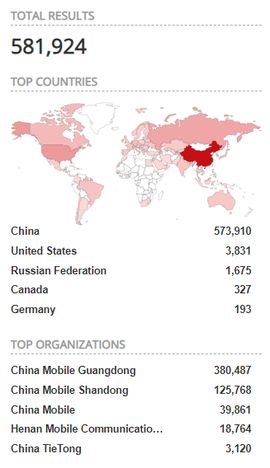 TOTAL RESULTS
581,924
TOP COUNTRIES
China 573,910
United States 3,831
Russian Federation 1,675
Canada 327
Germany 193
TOP ORGANIZATIONS
China Mobile Guangdong 380,487
China Mobile Shandong 125,768
China Mobile 39,861
Henan Mobile Communicatio… 18,764
China TieTong 3,120